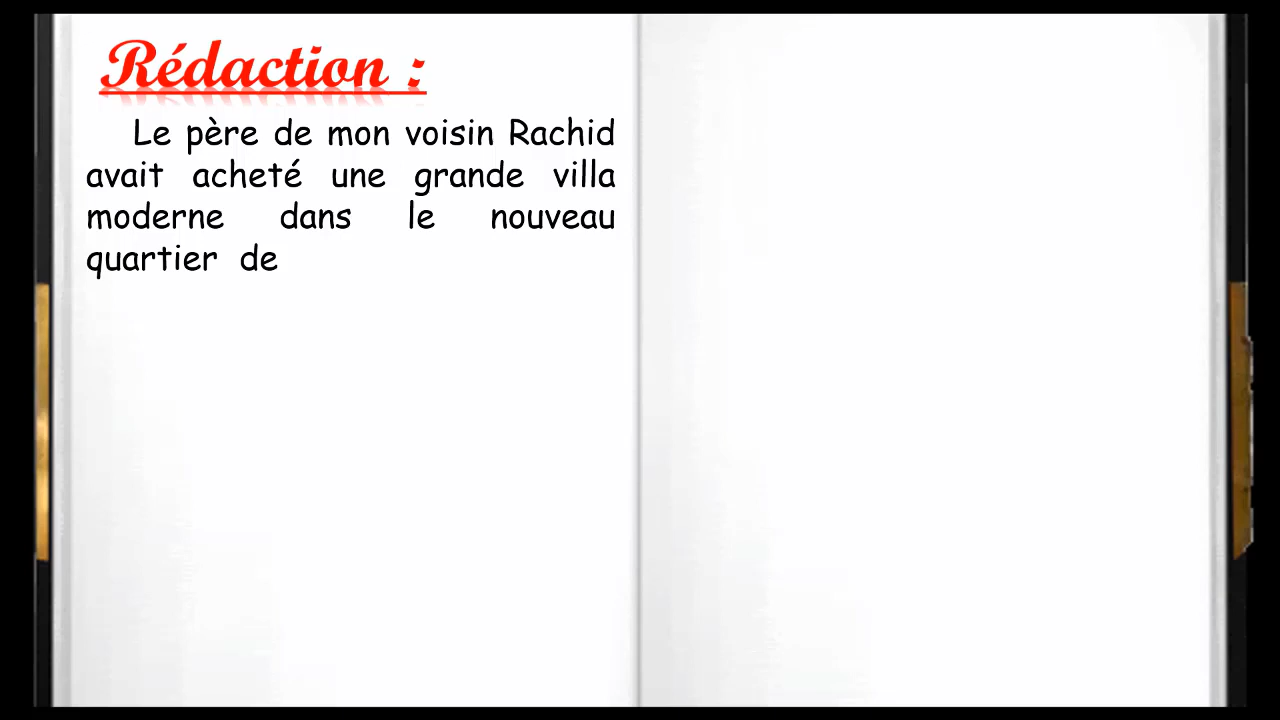 Rédaction :
Le père de mon voisin Rachid
avait acheté une grande villa
moderne dans le nouveau
quartier de